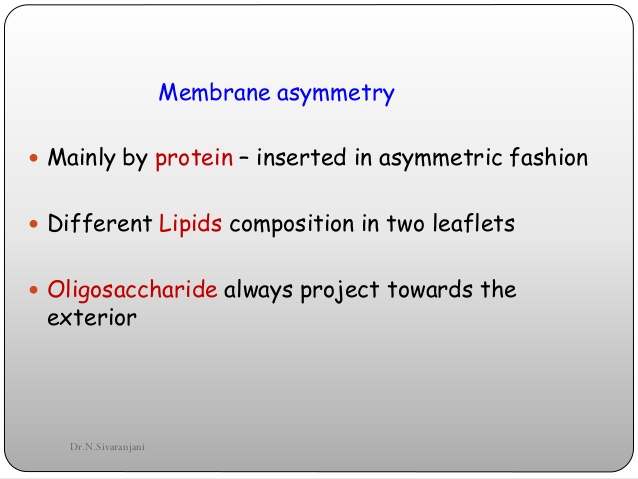 Membrane asymmetry
• Mainly by protein – inserted in asymmetric fashion
• Different Lipids composition in two leaflets
• Oligosaccharide always project towards the
exterior
Dr.N.Sivaranjani